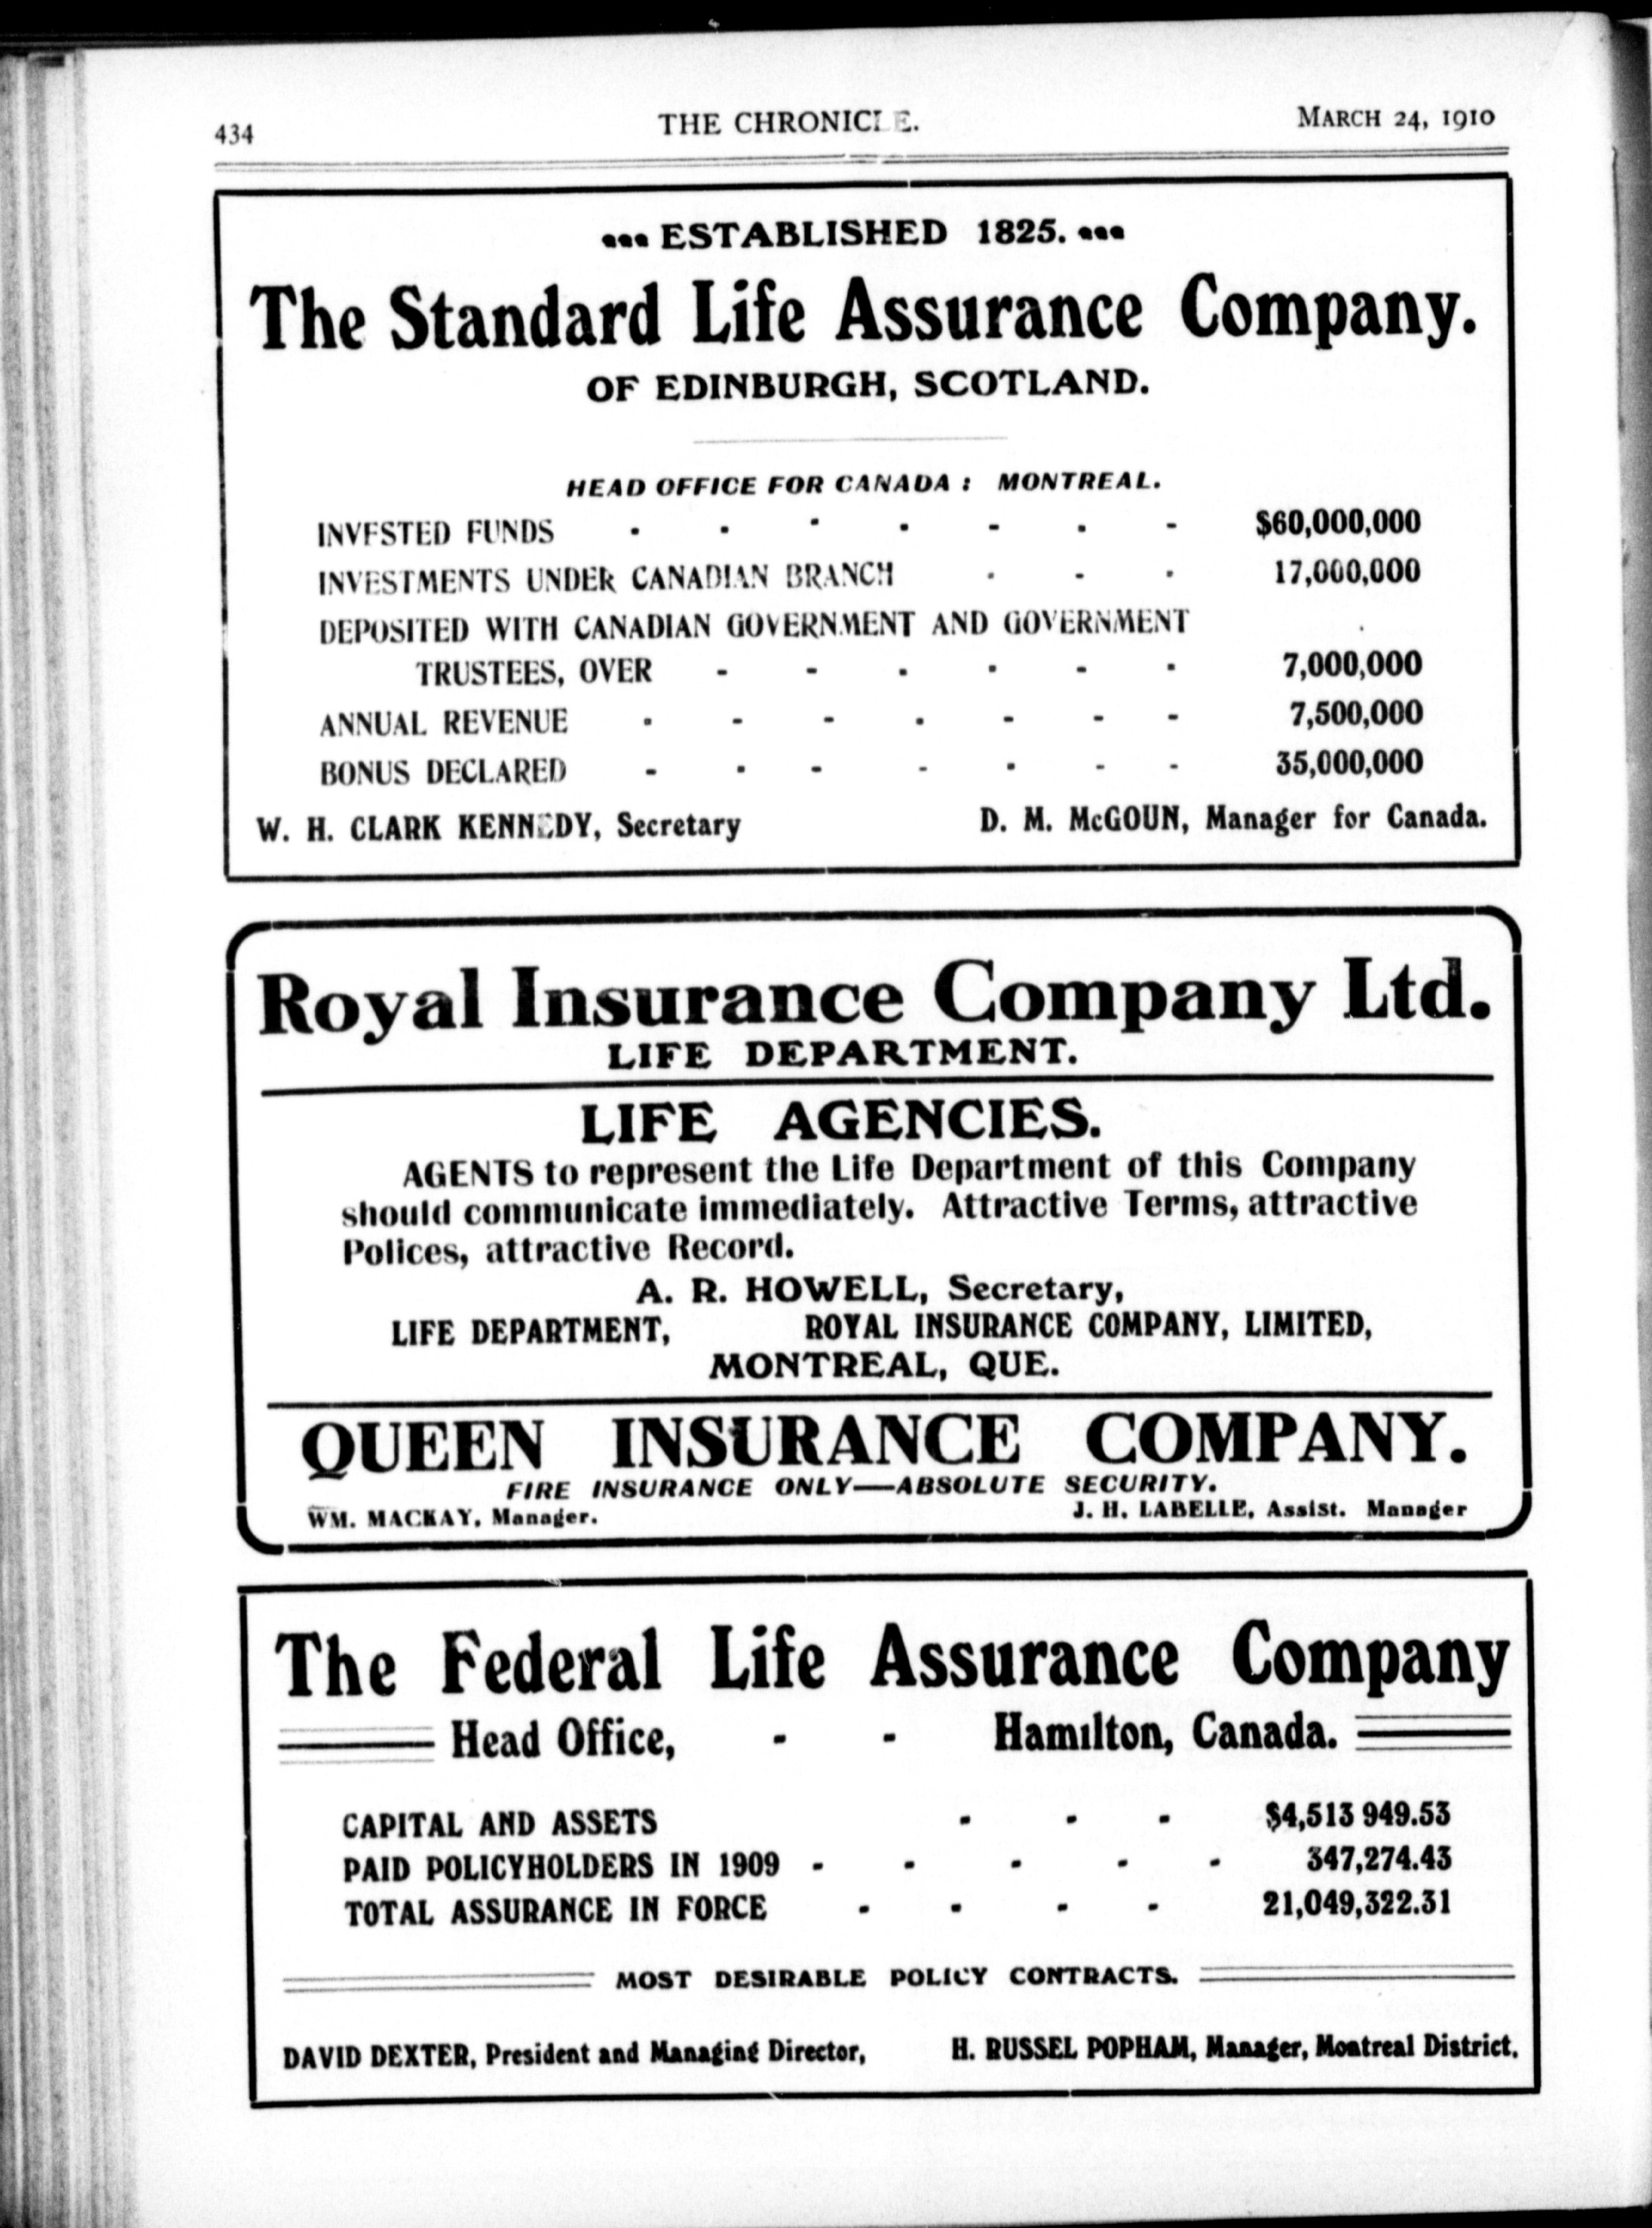 434 THE CHRONICLE. MARCH 24, 1910
ESTABLISHED 1825.
The Standard Life Assurance Company.
OF EDINBURGH, SCOTLAND.
HEAD OFFICE FOR CANADA : MONTREAL.
INVESTED FUNDS - - - - - - - $60,000,000
INVESTMENTS UNDER CANADIAN BRANCH - - - 17,000,000
DEPOSITED WITH CANADIAN GOVERNMENT AND GOVERNMENT
TRUSTEES, OVER - - - - - - 7,000,000
ANNUAL REVENUE - - - - - - - 7,500,000
BONUS DECLARED - - - - - - - 35,000,000
W. H. CLARK KENNEDY, Secretary D. M. McGOUN, Manager for Canada.
Royal Insurance Company Ltd.
LIFE DEPARTMENT.
LIFE AGENCIES.
AGENTS to represent the Life Department of this Company
should communicate immediately. Attractive Terms, attractive
Polices, attractive Record.
A. R. HOWELL, Secretary,
LIFE DEPARTMENT, ROYAL INSURANCE COMPANY, LIMITED,
MONTREAL, QUE.
QUEEN INSURANCE COMPANY.
FIRE INSURANCE ONLY—ABSOLUTE SECURITY.
WM. MACKAY, Manager. J. H. LABELLE, Assist. Manager
The Federal Life Assurance Company
Head Office, - - Hamilton, Canada.
CAPITAL AND ASSETS - - - $4,513 949.53
PAID POLICYHOLDERS IN 1909 - - - - - 347,274.43
TOTAL ASSURANCE IN FORCE - - - - 21,049,322.31
MOST DESIRABLE POLICY CONTRACTS.
DAVID DEXTER, President and Managing Director, H. RUSSEL POPHAM, Manager, Montreal District.